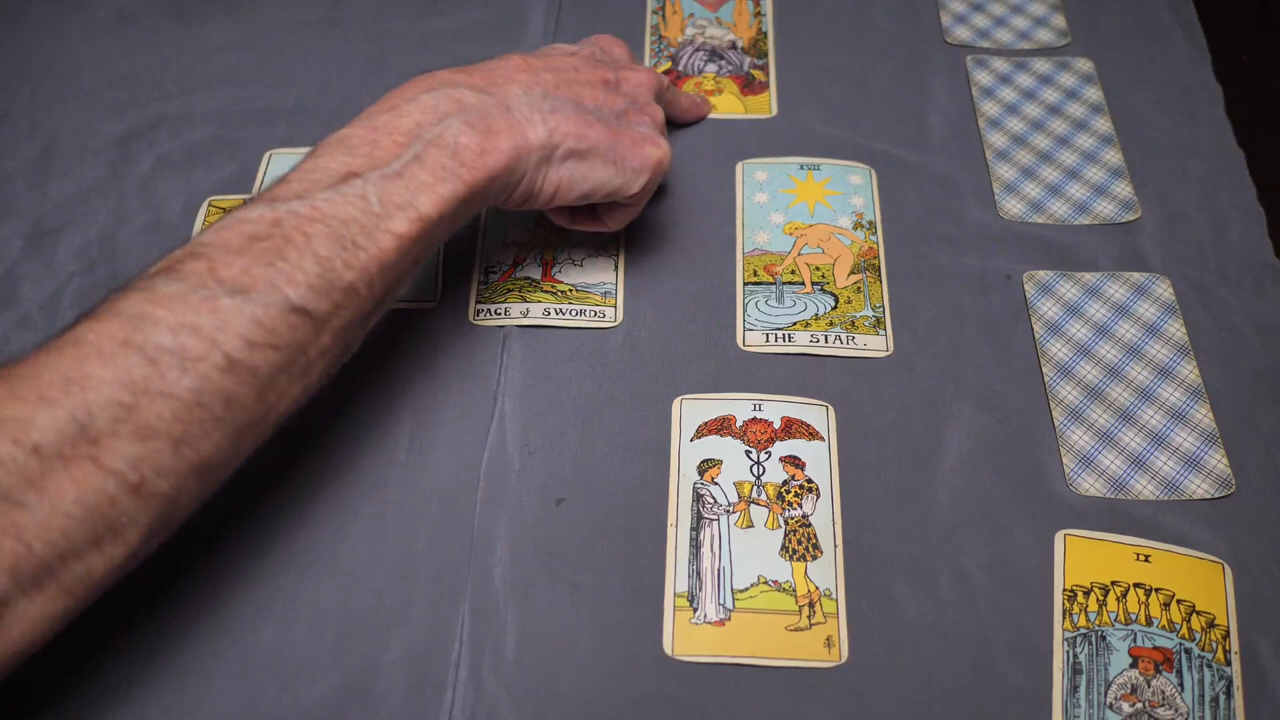 XVII
PAGE of SWORDS.
THE STAR.
II
IX